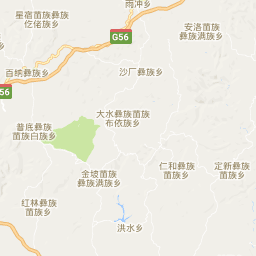 雨冲乡
星宿苗族彝族
仡佬族乡
安洛苗族
彝族满族乡
G56
沙厂彝族乡
百纳彝族乡
56
大水彝族苗族
布依族乡
普底彝族
苗族白族乡
仁和彝族
苗族乡
定新彝族
苗族乡
金坡苗族
彝族满族乡
红林彝族
苗族乡
洪水乡